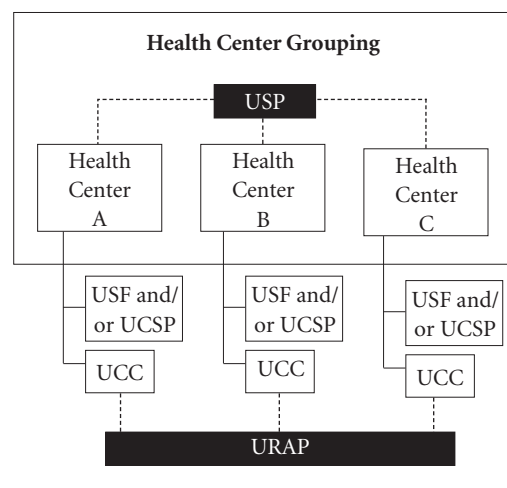 Health Center Grouping
USP
Health
Center
A
Health
Center
B
Health
Center
C
USF and/
or UCSP
USF and/
or UCSP
USF and/
or UCSP
UCC
UCC
UCC
URAP